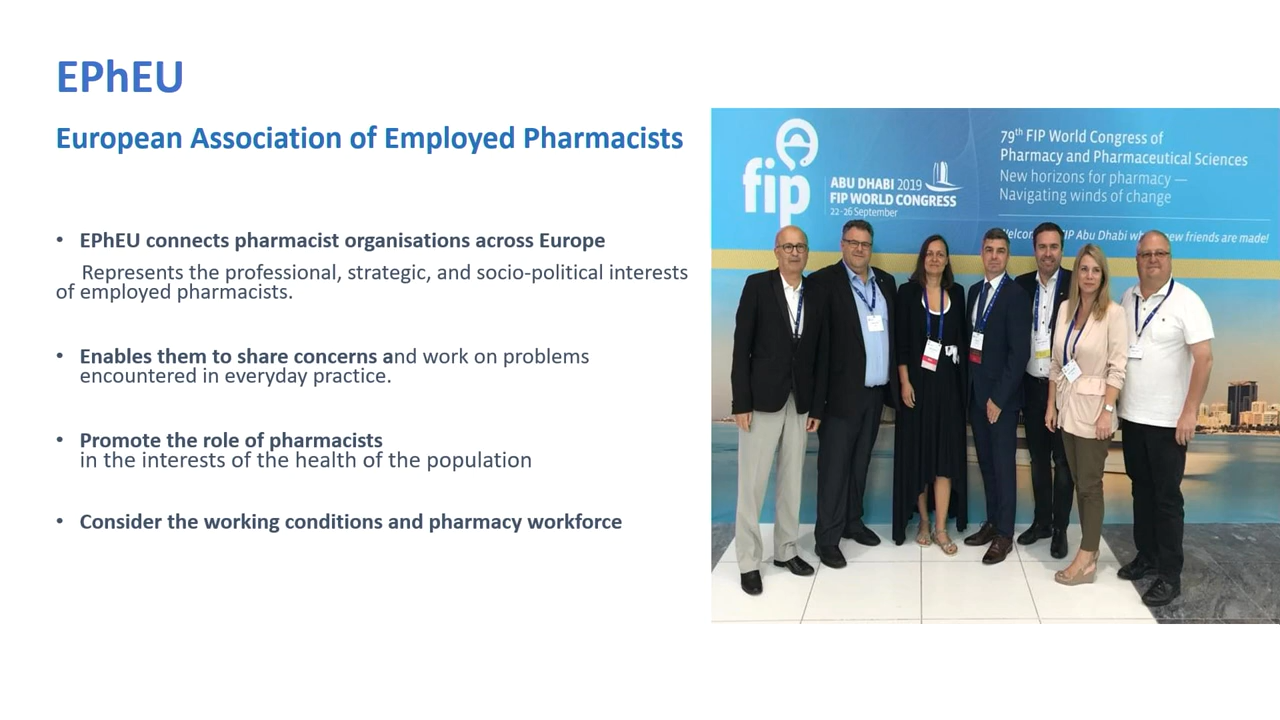 EPhEU
European Association of Employed Pharmacists
• EPhEU connects pharmacist organisations across Europe
Represents the professional, strategic, and socio-political interests
of employed pharmacists.
• Enables them to share concerns and work on problems
encountered in everyday practice.
• Promote the role of pharmacists
in the interests of the health of the population
• Consider the working conditions and pharmacy workforce
fip
ABU DHABI 2019
FIP WORLD CONGRESS
22-26 September
79th FIP World Congress of
Pharmacy and Pharmaceutical Sciences
New horizons for pharmacy —
Navigating winds of change
FIP Abu Dhabi new friends are made!